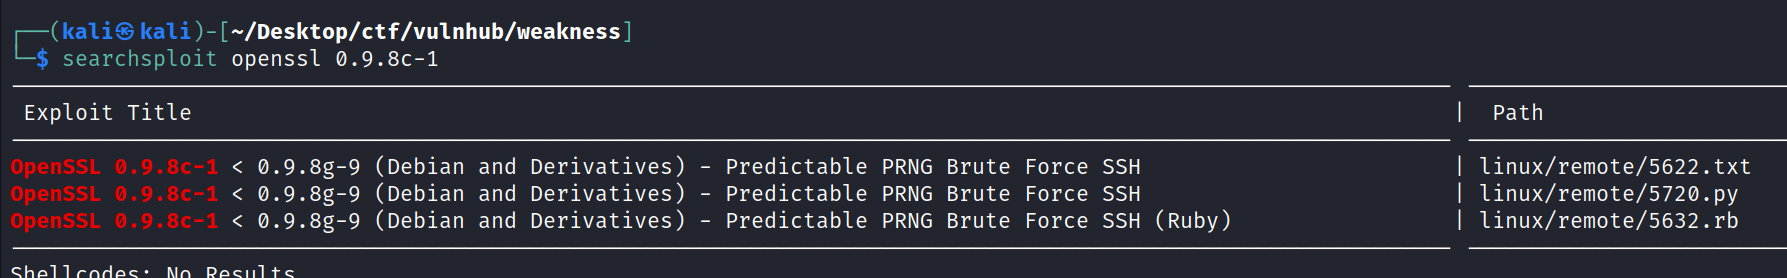 (kali㉿kali)-[~/Desktop/ctf/vulnhub/weakness]
$ searchsploit openssl 0.9.8c-1
Exploit Title | Path
OpenSSL 0.9.8c-1 < 0.9.8g-9 (Debian and Derivatives) - Predictable PRNG Brute Force SSH | linux/remote/5622.txt
OpenSSL 0.9.8c-1 < 0.9.8g-9 (Debian and Derivatives) - Predictable PRNG Brute Force SSH | linux/remote/5720.py
OpenSSL 0.9.8c-1 < 0.9.8g-9 (Debian and Derivatives) - Predictable PRNG Brute Force SSH (Ruby) | linux/remote/5632.rb
Shellcodes: No Results